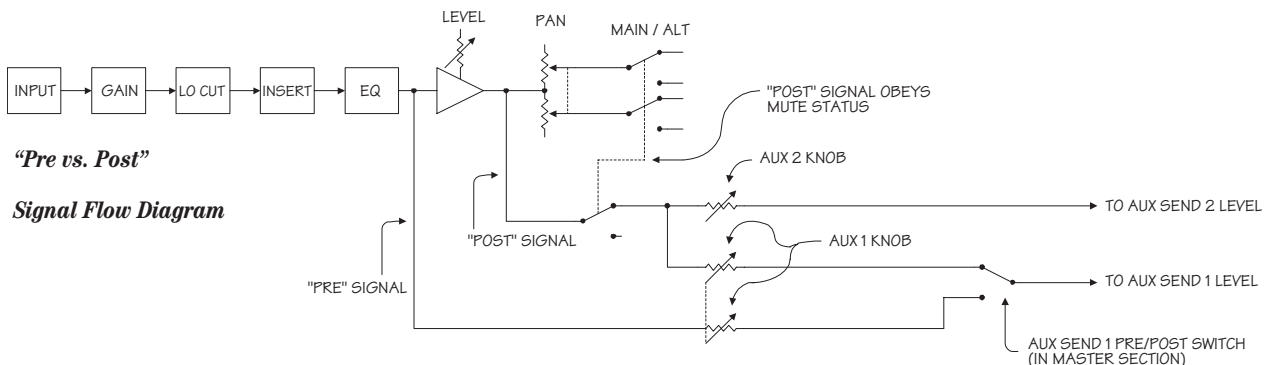 LEVEL
PAN
MAIN / ALT
INPUT
GAIN
LO CUT
INSERT
EQ
"POST" SIGNAL OBEYS
MUTE STATUS
“Pre vs. Post”
Signal Flow Diagram
AUX 2 KNOB
TO AUX SEND 2 LEVEL
"POST" SIGNAL
AUX 1 KNOB
"PRE" SIGNAL
TO AUX SEND 1 LEVEL
AUX SEND 1 PRE/POST SWITCH
(IN MASTER SECTION)